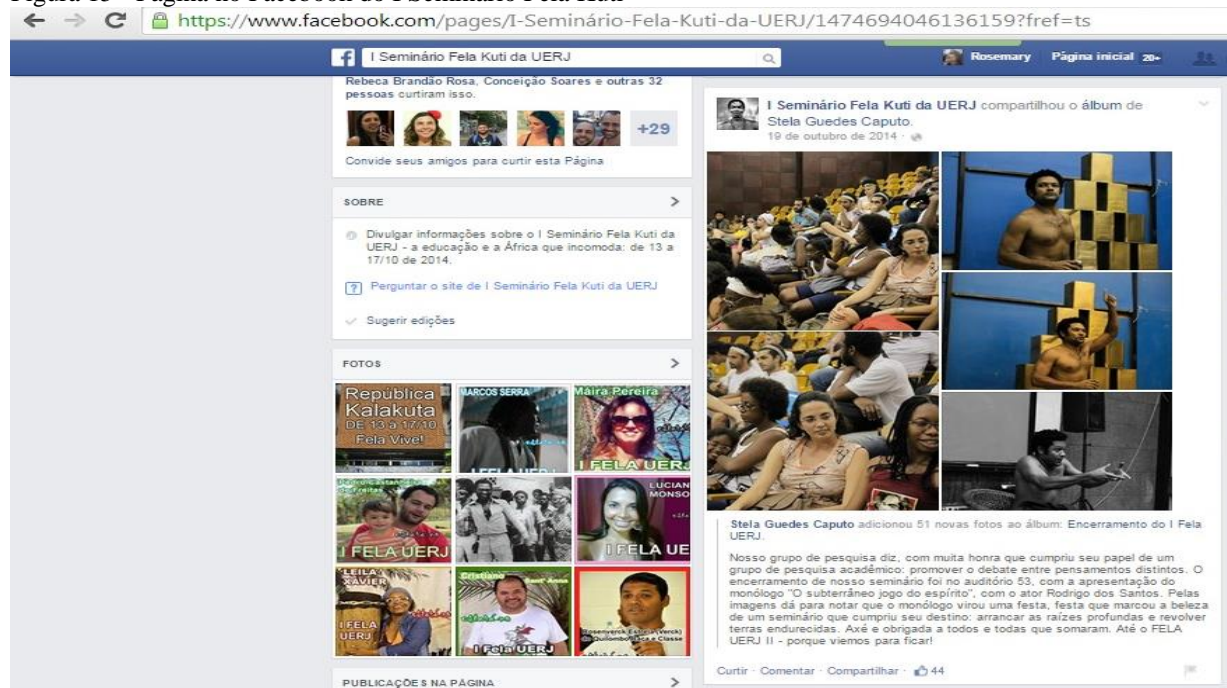 Figura 13 - Página no Facebook do I Seminário Fela Kuti
https://www.facebook.com/pages/I-Seminário-Fela-Kuti-da-UERJ/1474694046136159?fref=ts
I Seminário Fela Kuti da UERJ
Rosemary
Página inicial 20+
Rebeca Brandão Rosa, Conceição Soares e outras 32
pessoas curtiram isso.
+29
Convide seus amigos para curtir esta Página
SOBRE
Divulgar informações sobre o I Seminário Fela Kuti da
UERJ - a educação e a África que incomoda: de 13 a
17/10 de 2014.
Perguntar o site de I Seminário Fela Kuti da UERJ
Sugerir edições
FOTOS
República
Kalakuta
DE 13 a 17/10
Fela Vive!
MARCOS SERRA
I FELA UERJ
Maira Pereira
I FELA UERJ
de Freitas
I FELA UERJ
LUCIAN
MONSO
I FELA UE
LEILA
XAVIER
I FELA
UERJ
Cristiano Sant' Anna
I Fela UERJ
PUBLICAÇÕES NA PÁGINA
I Seminário Fela Kuti da UERJ compartilhou o álbum de
Stela Guedes Caputo.
19 de outubro de 2014
Stela Guedes Caputo adicionou 51 novas fotos ao álbum: Encerramento do I Fela
UERJ.
Nosso grupo de pesquisa diz, com muita honra que cumpriu seu papel de um
grupo de pesquisa acadêmico: promover o debate entre pensamentos distintos. O
encerramento de nosso seminário foi no auditório 53, com a apresentação do
monólogo "O subterrâneo jogo do espírito", com o ator Rodrigo dos Santos. Pelas
imagens dá para notar que o monólogo virou uma festa, festa que marcou a beleza
de um seminário que cumpriu seu destino: arrancar as raízes profundas e revolver
terras endurecidas. Axé e obrigada a todos e todas que somaram. Até o FELA
UERJ II - porque viemos para ficar!
Curtir · Comentar · Compartilhar · 44